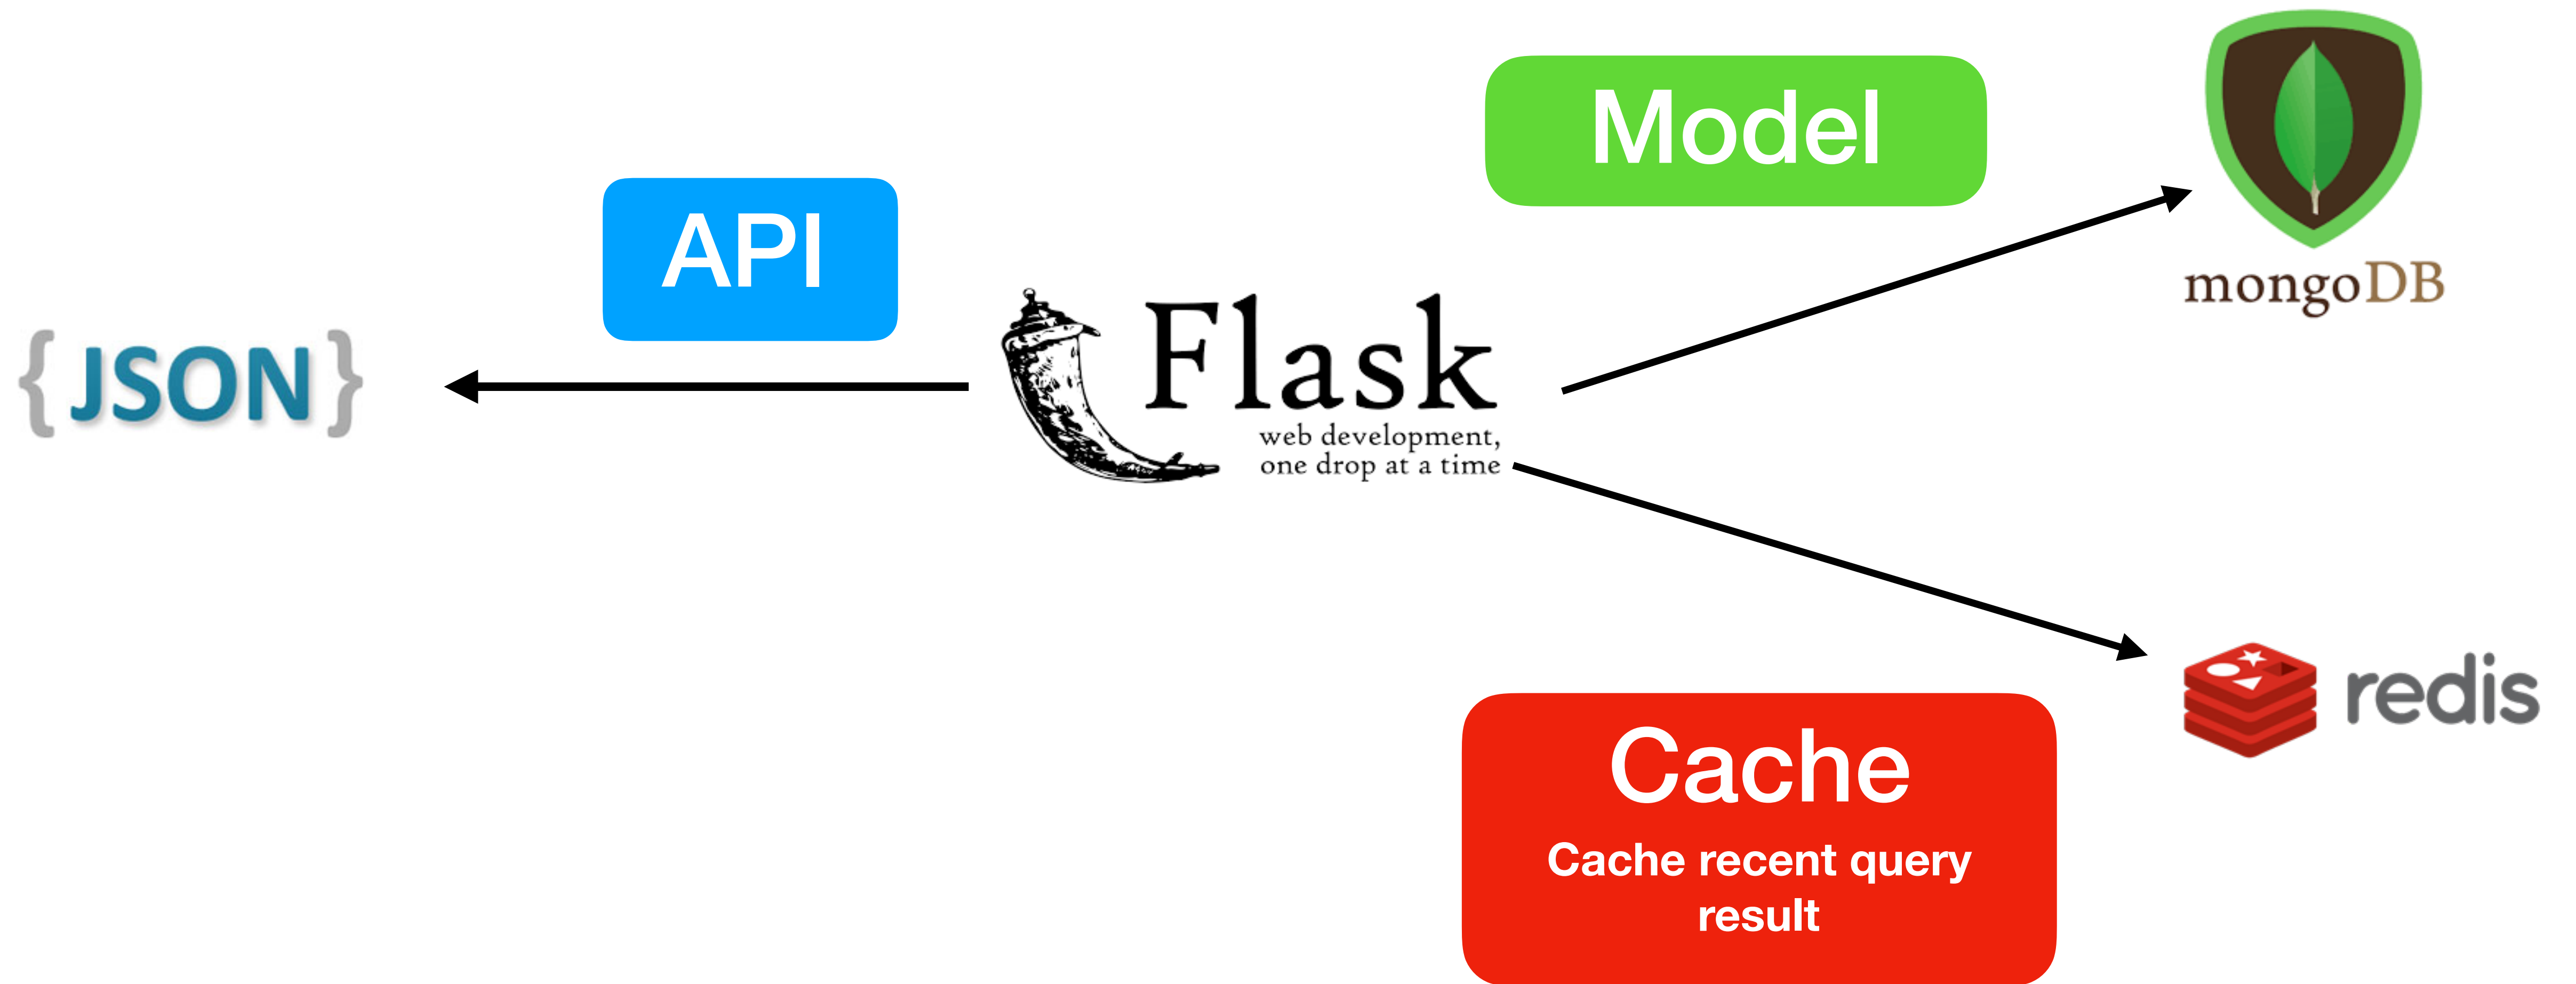 Model
API
{JSON}
Flask
web development,
one drop at a time
mongoDB
redis
Cache
Cache recent query
result